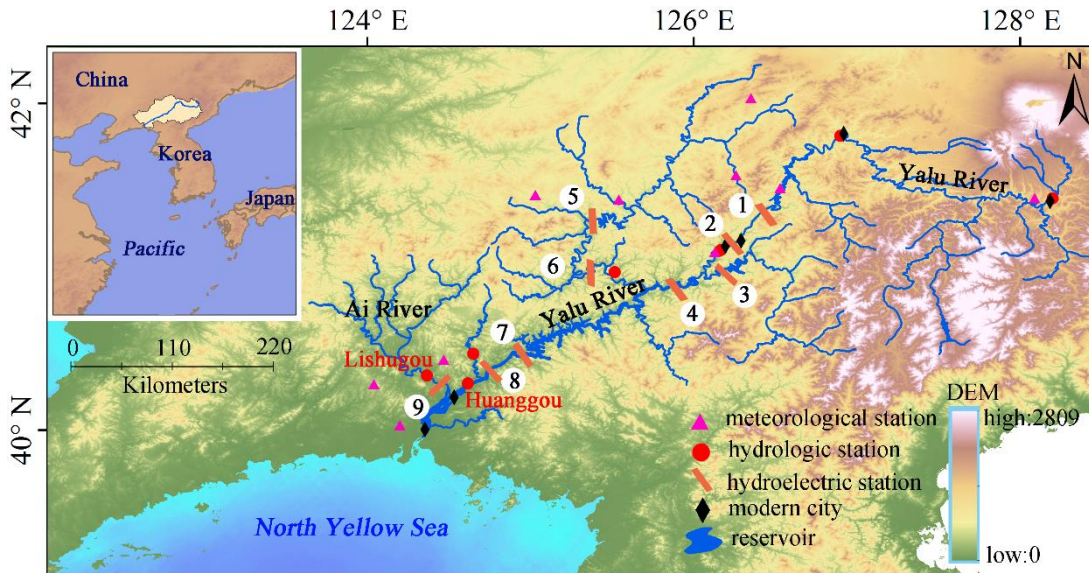 124° E
126° E
128° E
42° N
40° N
China
Korea
Japan
Pacific
N
Yalu River
1
2
3
4
5
6
7
8
9
Yalu River
Ai River
Lishugou
Huanggou
0 110 220
Kilometers
North Yellow Sea
meteorological station
hydrologic station
hydroelectric station
modern city
reservoir
DEM
high:2809
low:0